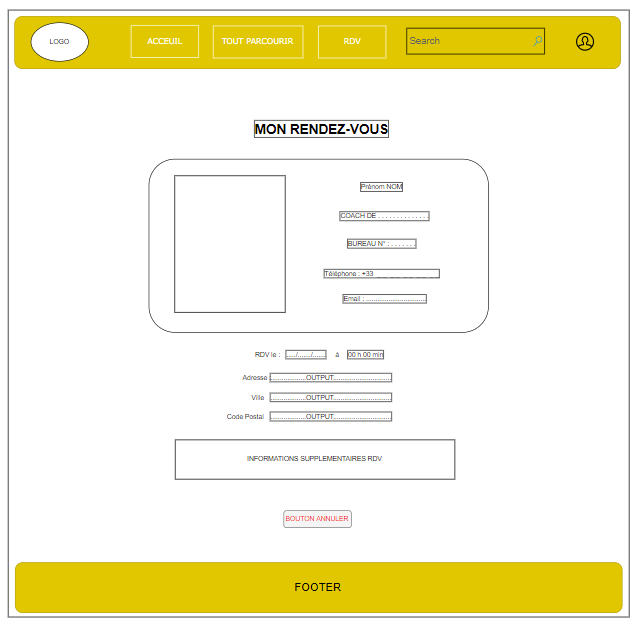 LOGO
ACCEUIL
TOUT PARCOURIR
RDV
Search
MON RENDEZ-VOUS
Prénom NOM
COACH DE . . . . . . . . . . . . .
BUREAU N° : . . . . . . .
Téléphone : +33 _ _ _ _ _ _ _ _ _
Email : ..............................
RDV le : ...../......./....... à 00 h 00 min
Adresse .................OUTPUT............................
Ville .................OUTPUT............................
Code Postal .................OUTPUT............................
INFORMATIONS SUPPLEMENTAIRES RDV
BOUTON ANNULER
FOOTER